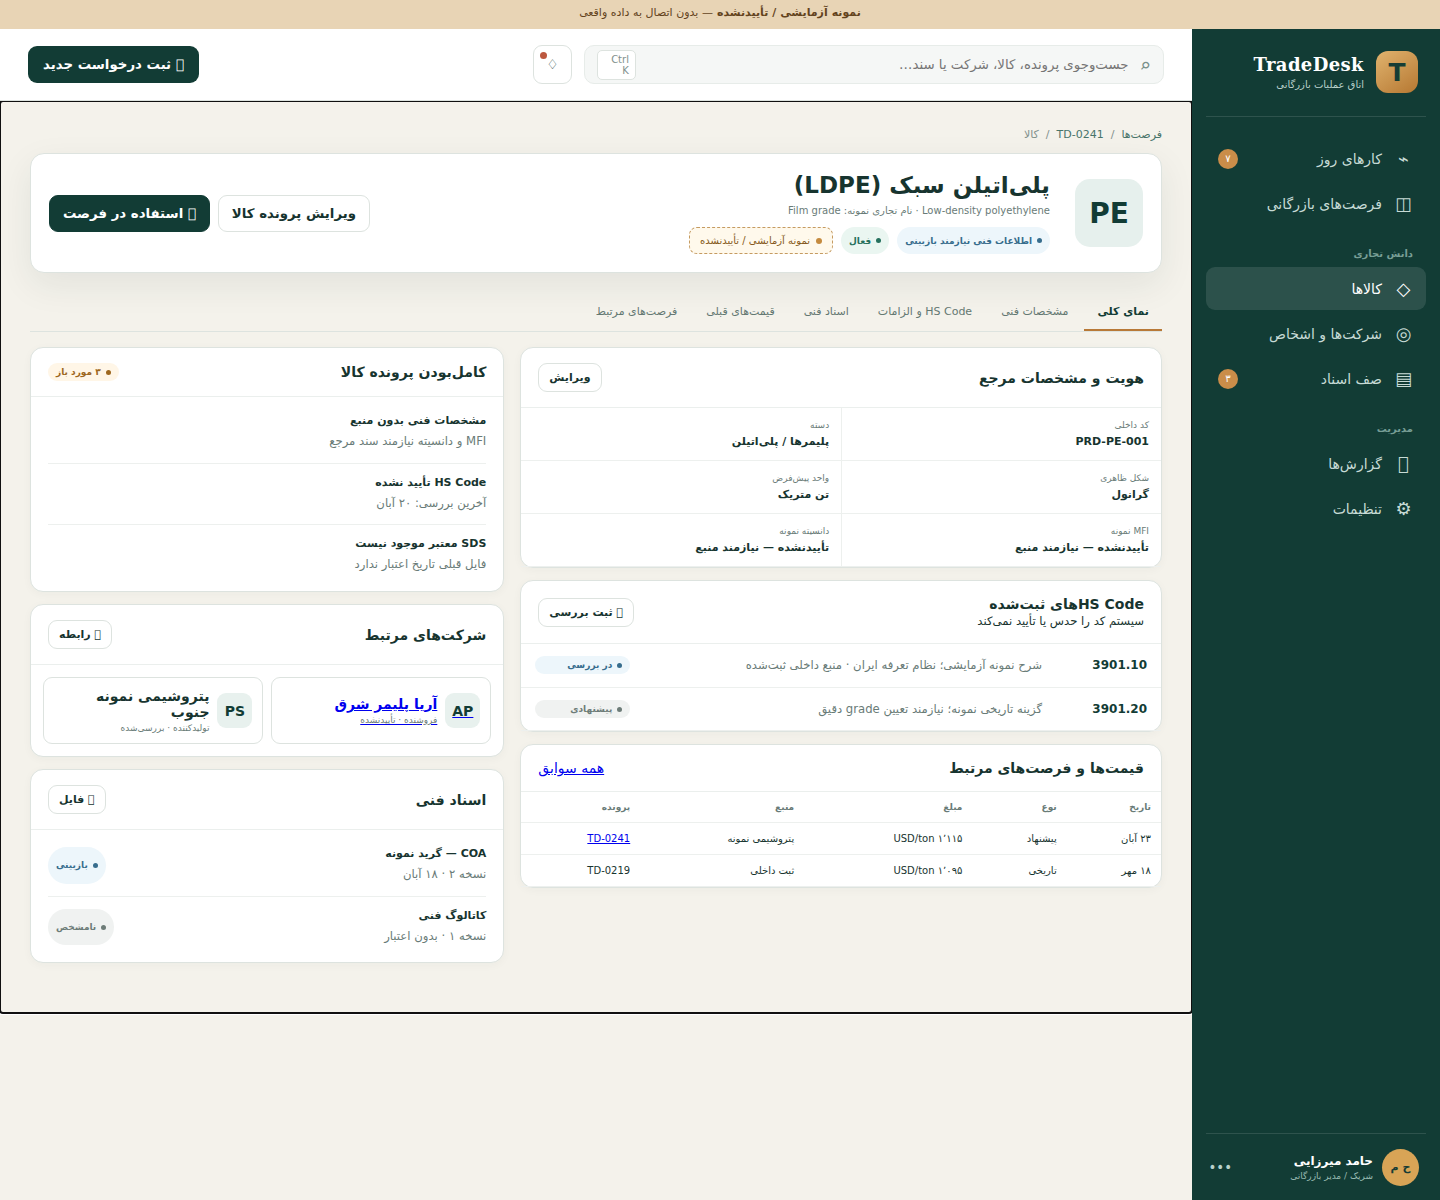 نمونه آزمایشی / تأییدنشده — بدون اتصال به داده واقعی
T
TradeDesk
اتاق عملیات بازرگانی
کارهای روز
۷
فرصت‌های بازرگانی
دانش تجاری
کالاها
شرکت‌ها و اشخاص
صف اسناد
۳
مدیریت
گزارش‌ها
تنظیمات
ح م
حامد میرزایی
شریک / مدیر بازرگانی
•••
جست‌وجوی پرونده، کالا، شرکت یا سند…
Ctrl K
ثبت درخواست جدید
فرصت‌ها / TD-0241 / کالا
PE
پلی‌اتیلن سبک (LDPE)
Low-density polyethylene · نام تجاری نمونه: Film grade
اطلاعات فنی نیازمند بازبینی
فعال
نمونه آزمایشی / تأییدنشده
ویرایش پرونده کالا
استفاده در فرصت
نمای کلی
مشخصات فنی
HS Code و الزامات
اسناد فنی
قیمت‌های قبلی
فرصت‌های مرتبط
هویت و مشخصات مرجع
ویرایش
کد داخلی
PRD-PE-001
دسته
پلیمرها / پلی‌اتیلن
شکل ظاهری
گرانول
واحد پیش‌فرض
تن متریک
MFI نمونه
تأییدنشده — نیازمند منبع
دانسیته نمونه
تأییدنشده — نیازمند منبع
HS Codeهای ثبت‌شده
سیستم کد را حدس یا تأیید نمی‌کند
ثبت بررسی
3901.10
شرح نمونه آزمایشی؛ نظام تعرفه ایران · منبع داخلی ثبت‌شده
در بررسی
3901.20
گزینه تاریخی نمونه؛ نیازمند تعیین grade دقیق
پیشنهادی
قیمت‌ها و فرصت‌های مرتبط
همه سوابق
تاریخ نوع مبلغ منبع پرونده
۲۳ آبان پیشنهاد ۱٬۱۱۵ USD/ton پتروشیمی نمونه TD-0241
۱۸ مهر تاریخی ۱٬۰۹۵ USD/ton ثبت داخلی TD-0219
کامل‌بودن پرونده کالا
۳ مورد باز
مشخصات فنی بدون منبع
MFI و دانسیته نیازمند سند مرجع
HS Code تأیید نشده
آخرین بررسی: ۲۰ آبان
SDS معتبر موجود نیست
فایل قبلی تاریخ اعتبار ندارد
شرکت‌های مرتبط
رابطه
AP
آریا پلیمر شرق
فروشنده · تأییدنشده
PS
پتروشیمی نمونه
جنوب
تولیدکننده · بررسی‌شده
اسناد فنی
فایل
COA — گرید نمونه
نسخه ۲ · ۱۸ آبان
بازبینی
کاتالوگ فنی
نسخه ۱ · بدون اعتبار
نامشخص